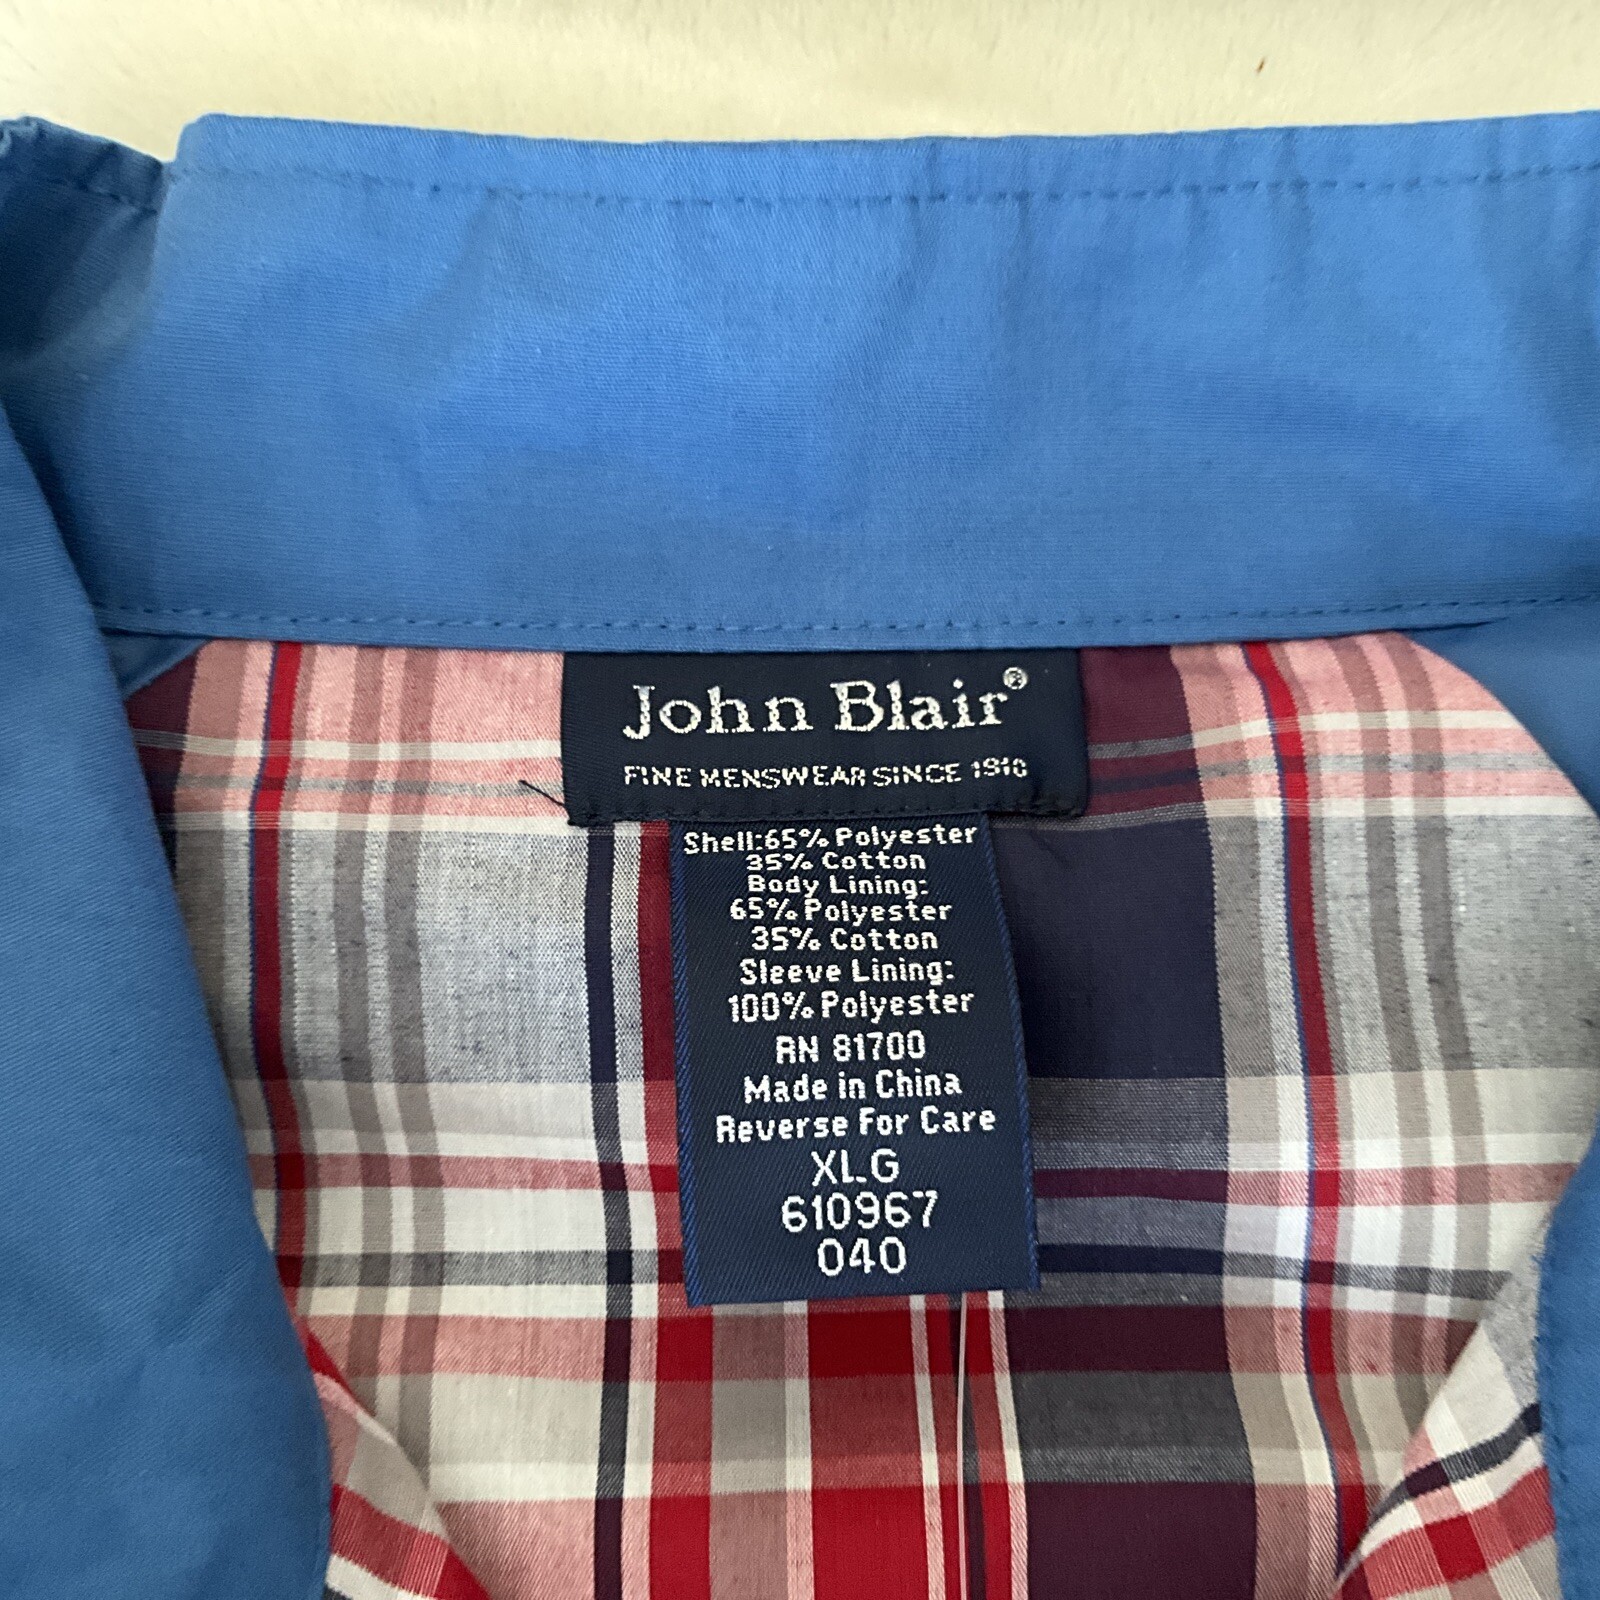 John Blair®
FINE MENSWEAR SINCE 1910
Shell:65% Polyester
35% Cotton
Body Lining:
65% Polyester
35% Cotton
Sleeve Lining:
100% Polyester
RN 81700
Made in China
Reverse For Care
XLG
610967
040